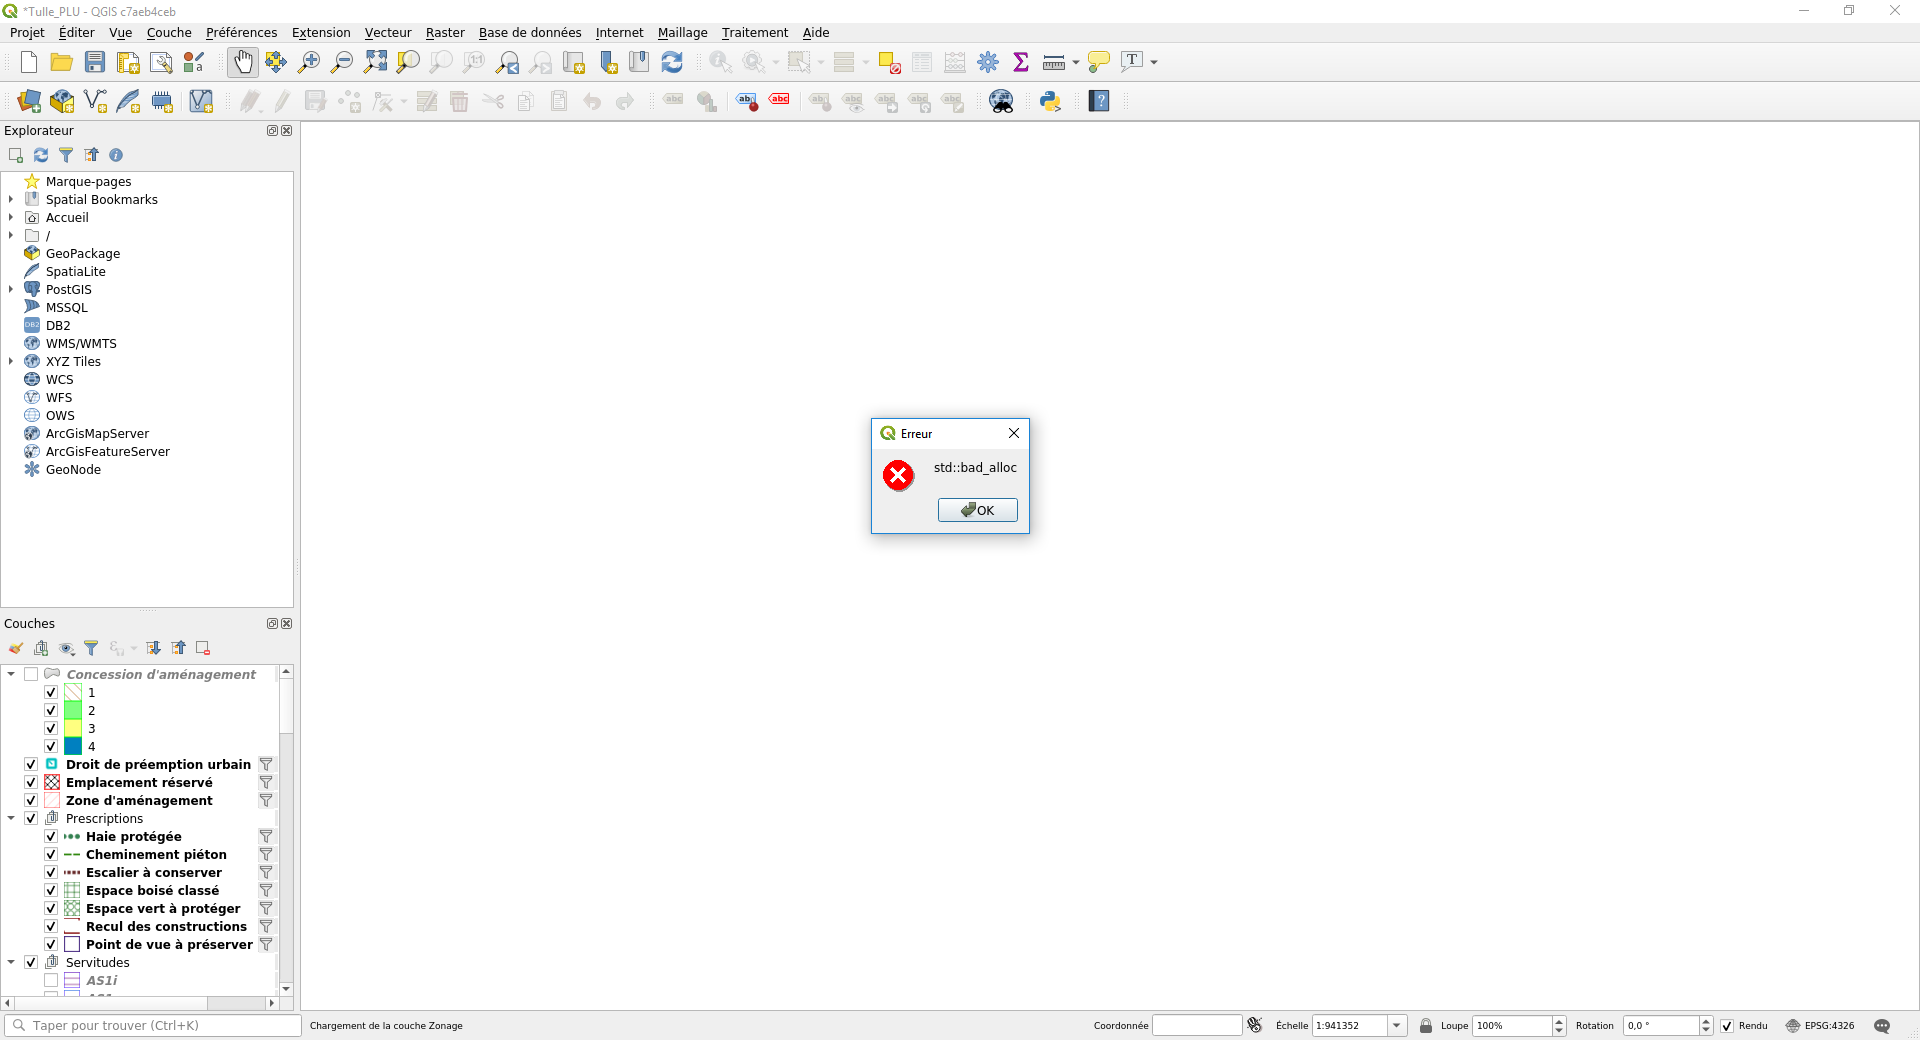 *Tulle_PLU - QGIS c7aeb4ceb
Projet Éditer Vue Couche Préférences Extension Vecteur Raster Base de données Internet Maillage Traitement Aide
Explorateur
Marque-pages
Spatial Bookmarks
Accueil
/
GeoPackage
SpatiaLite
PostGIS
MSSQL
DB2
WMS/WMTS
XYZ Tiles
WCS
WFS
OWS
ArcGisMapServer
ArcGisFeatureServer
GeoNode
Erreur
std::bad_alloc
OK
Couches
Concession d'aménagement
1
2
3
4
Droit de préemption urbain
Emplacement réservé
Zone d'aménagement
Prescriptions
Haie protégée
Cheminement piéton
Escalier à conserver
Espace boisé classé
Espace vert à protéger
Recul des constructions
Point de vue à préserver
Servitudes
AS1i
Taper pour trouver (Ctrl+K) Chargement de la couche Zonage Coordonnée Échelle 1:941352 Loupe 100% Rotation 0,0 ° Rendu EPSG:4326